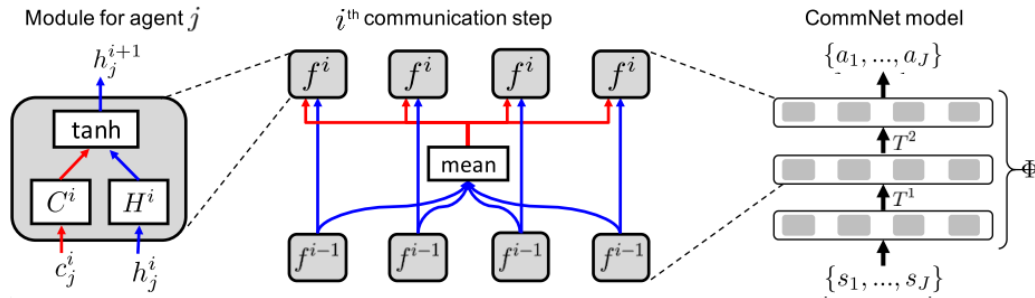 Module for agent j
h_j^{i+1}
tanh
C^i H^i
c_j^i h_j^i
i^{th} communication step
f^i f^i f^i f^i
mean
f^{i-1} f^{i-1} f^{i-1} f^{i-1}
CommNet model
{a_1, ..., a_J}
T^2
Φ
T^1
{s_1, ..., s_J}